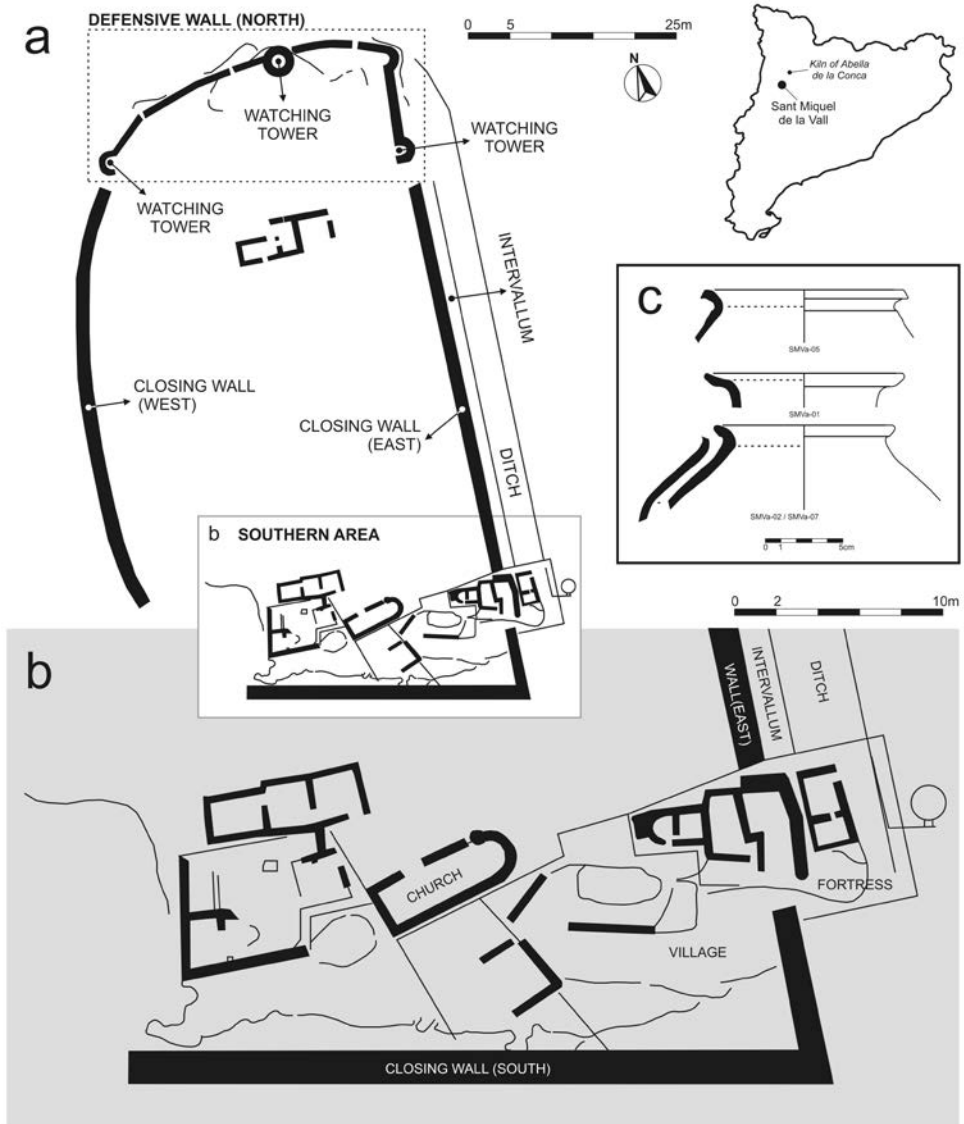 a
DEFENSIVE WALL (NORTH)
0 5 25m
N
Kiln of Abella
de la Conca
Sant Miquel
de la Vall
WATCHING
TOWER
WATCHING
TOWER
WATCHING
TOWER
INTERVALLUM
CLOSING WALL
(WEST)
CLOSING WALL
(EAST)
DITCH
c
SMVa-05
SMVa-01
SMVa-02 / SMVa-07
0 1 5cm
b SOUTHERN AREA
0 2 10m
b
WALL(EAST)
INTERVALLUM
DITCH
CHURCH
FORTRESS
VILLAGE
CLOSING WALL (SOUTH)